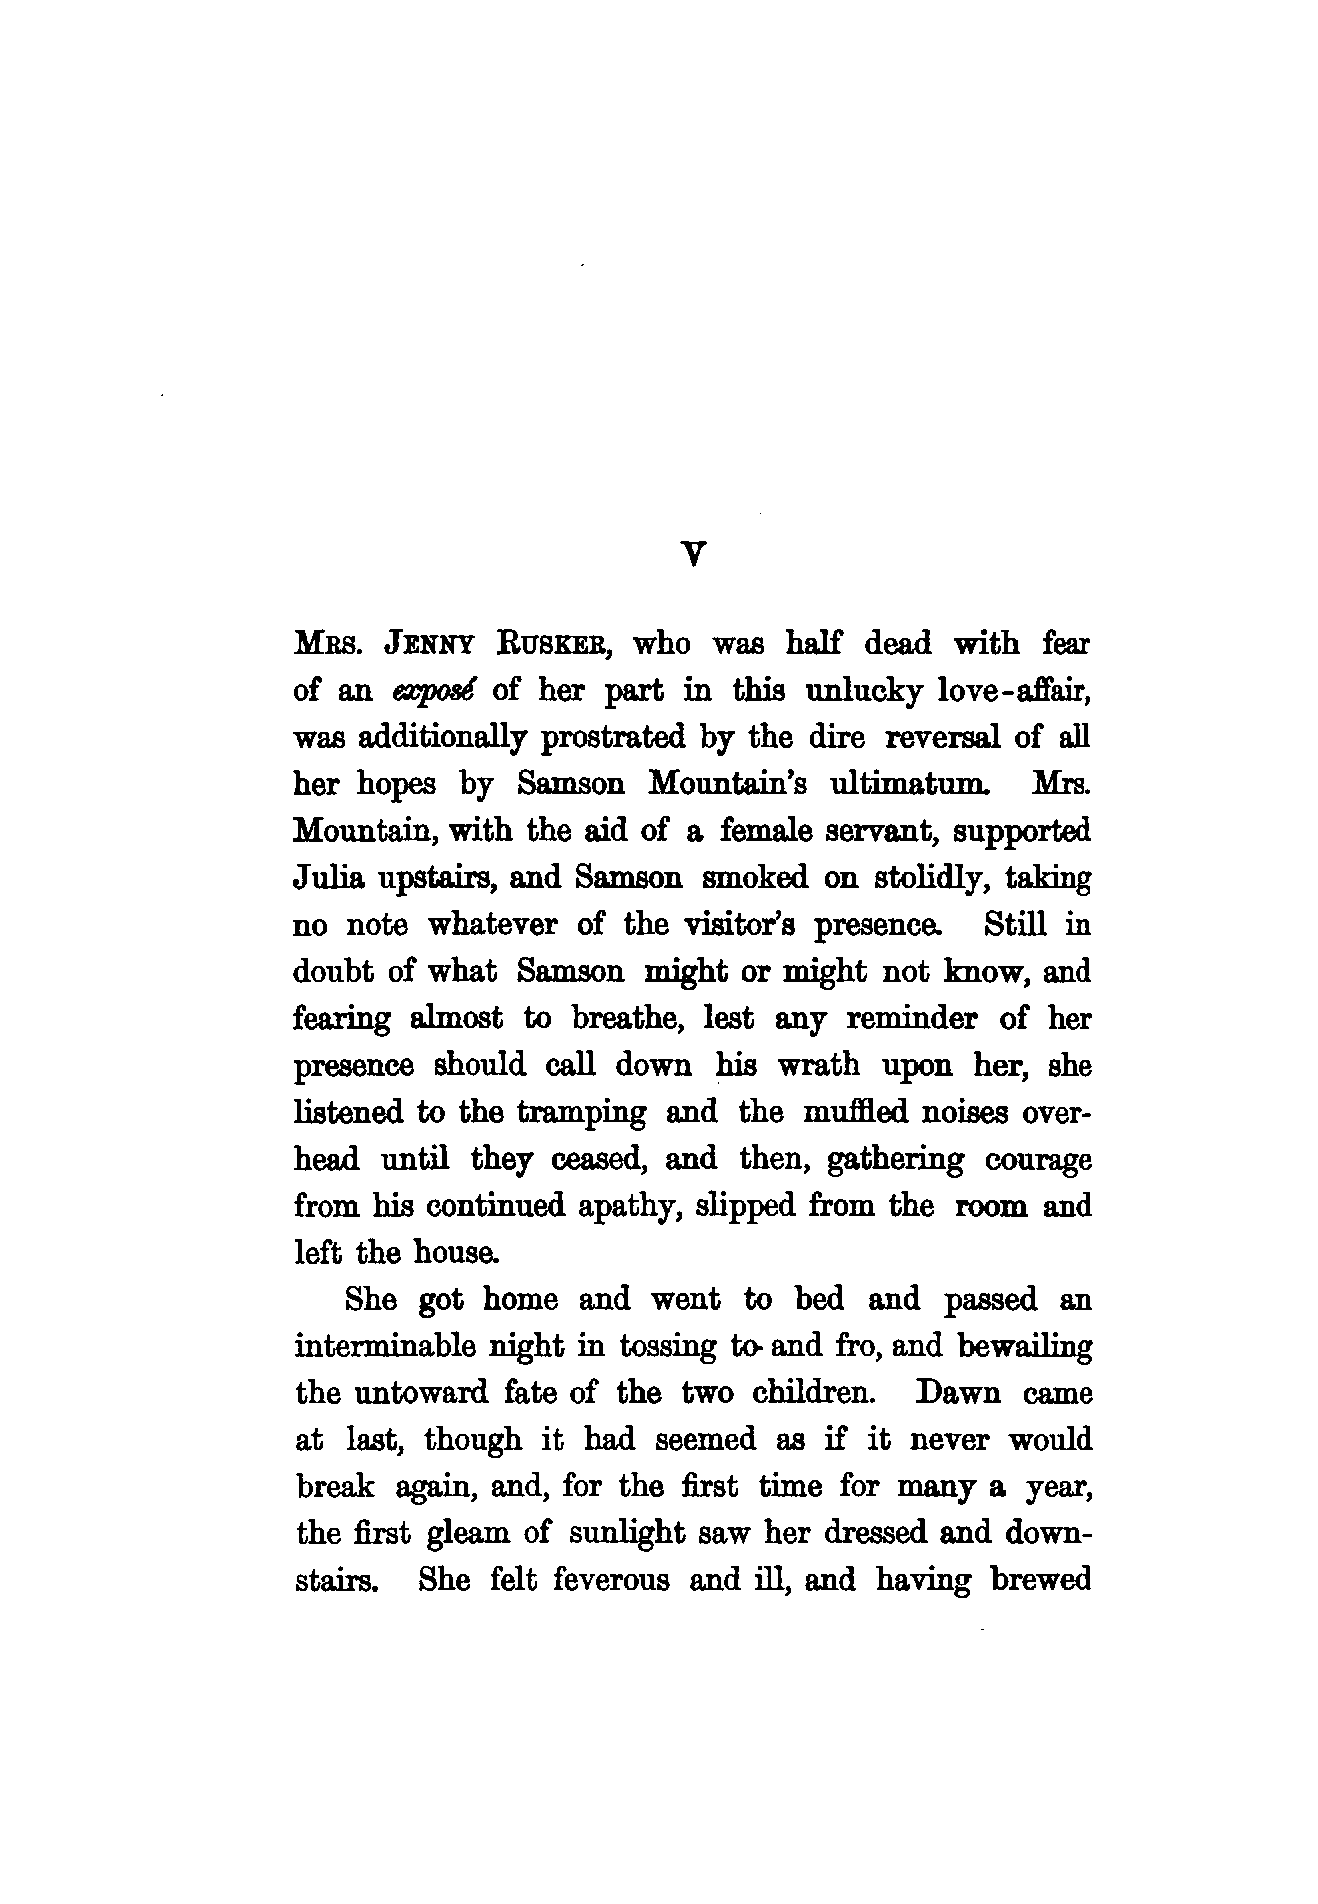 V
MRS. JENNY RUSKER, who was half dead with fear
of an exposé of her part in this unlucky love-affair,
was additionally prostrated by the dire reversal of all
her hopes by Samson Mountain's ultimatum. Mrs.
Mountain, with the aid of a female servant, supported
Julia upstairs, and Samson smoked on stolidly, taking
no note whatever of the visitor's presence. Still in
doubt of what Samson might or might not know, and
fearing almost to breathe, lest any reminder of her
presence should call down his wrath upon her, she
listened to the tramping and the muffled noises over-
head until they ceased, and then, gathering courage
from his continued apathy, slipped from the room and
left the house.
She got home and went to bed and passed an
interminable night in tossing to- and fro, and bewailing
the untoward fate of the two children. Dawn came
at last, though it had seemed as if it never would
break again, and, for the first time for many a year,
the first gleam of sunlight saw her dressed and down-
stairs. She felt feverous and ill, and having brewed